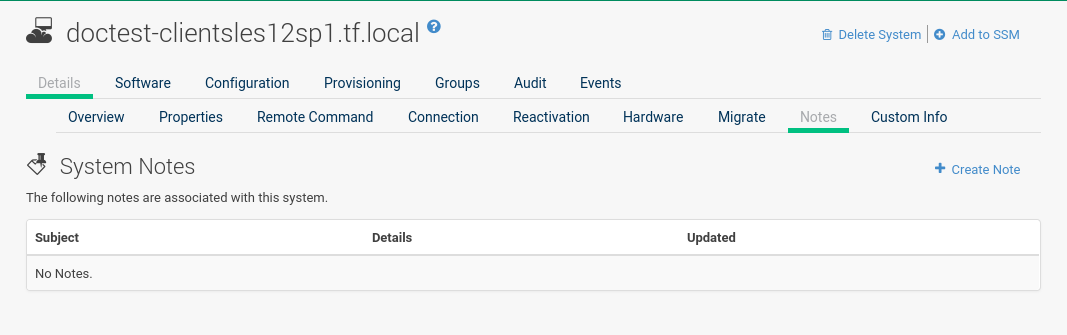 doctest-clientsles12sp1.tf.local ?
Delete System | Add to SSM
Details Software Configuration Provisioning Groups Audit Events
Overview Properties Remote Command Connection Reactivation Hardware Migrate Notes Custom Info
System Notes
Create Note
The following notes are associated with this system.
Subject Details Updated
No Notes.